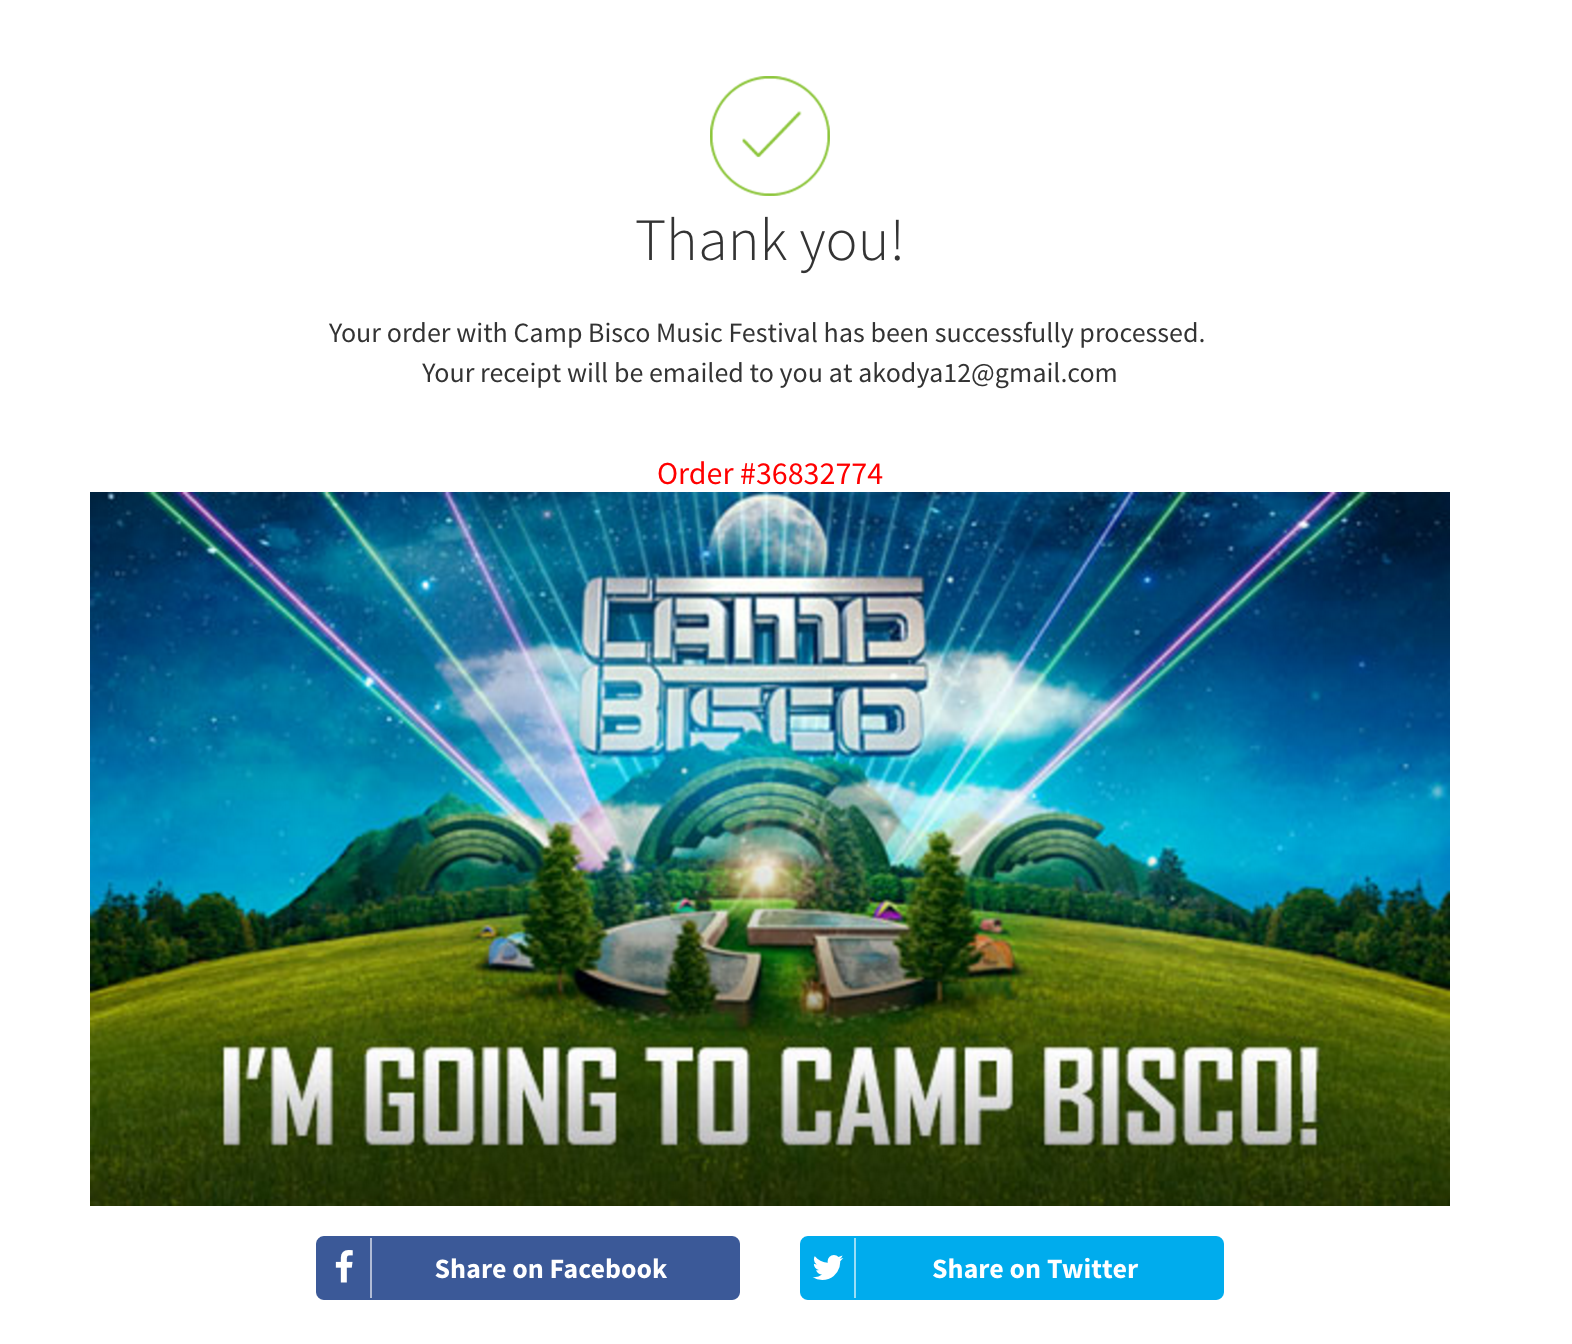 Thank you!
Your order with Camp Bisco Music Festival has been successfully processed.
Your receipt will be emailed to you at akodya12@gmail.com
Order #36832774
CAMP
BISCO
I'M GOING TO CAMP BISCO!
Share on Facebook
Share on Twitter